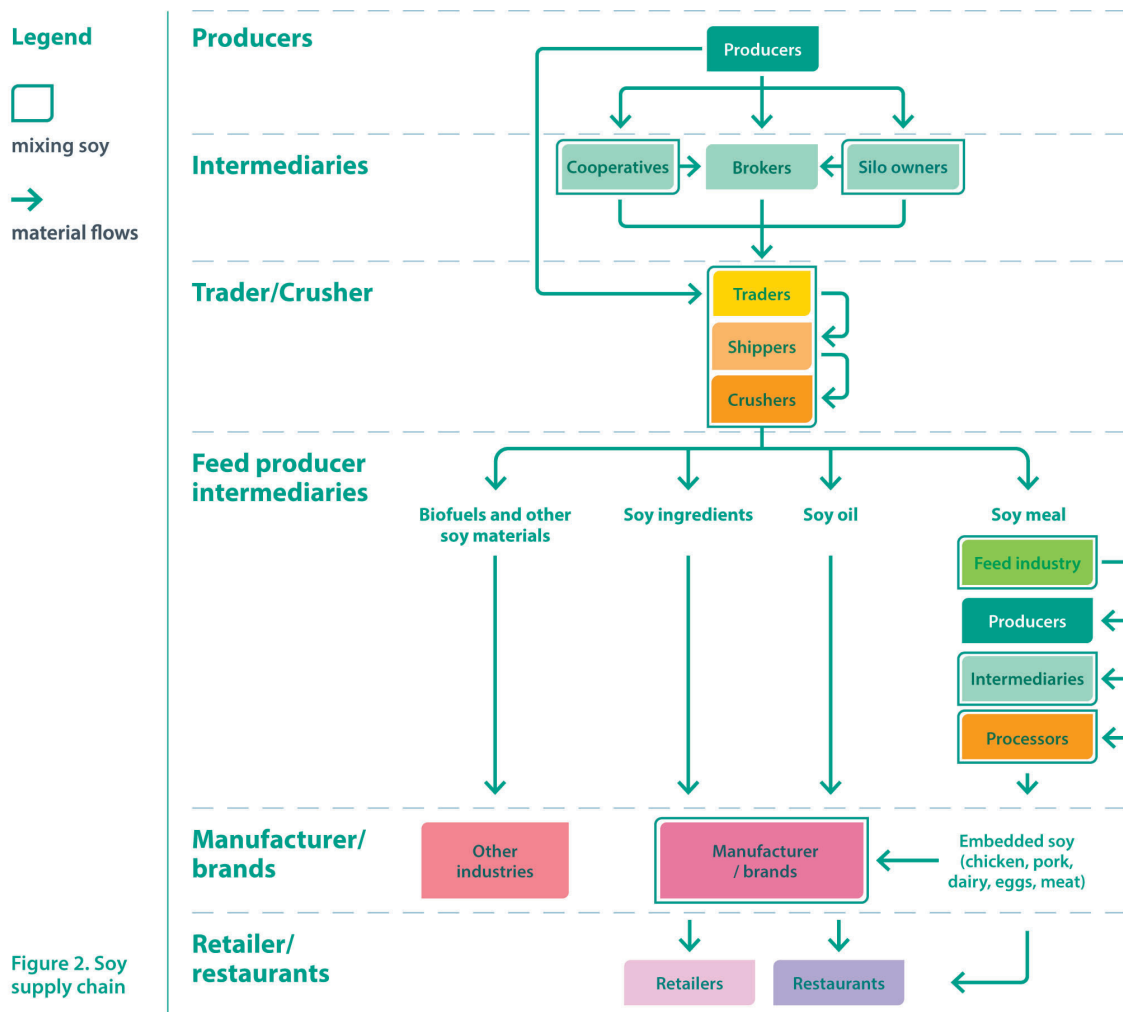 Legend
mixing soy
material flows
Figure 2. Soy
supply chain
Producers
Producers
Intermediaries
Cooperatives
Brokers
Silo owners
Trader/Crusher
Traders
Shippers
Crushers
Feed producer
intermediaries
Biofuels and other
soy materials
Soy ingredients
Soy oil
Soy meal
Feed industry
Producers
Intermediaries
Processors
Manufacturer/
brands
Other
industries
Manufacturer
/ brands
Embedded soy
(chicken, pork,
dairy, eggs, meat)
Retailer/
restaurants
Retailers
Restaurants